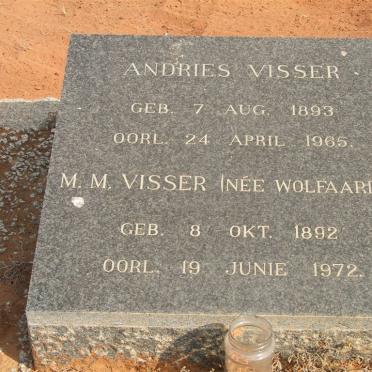 ANDRIES VISSER
GEB. 7 AUG. 1893
OORL. 24 APRIL 1965.
M. M. VISSER (NÉE WOLFAAR
GEB. 8 OKT. 1892
OORL. 19 JUNIE 1972.